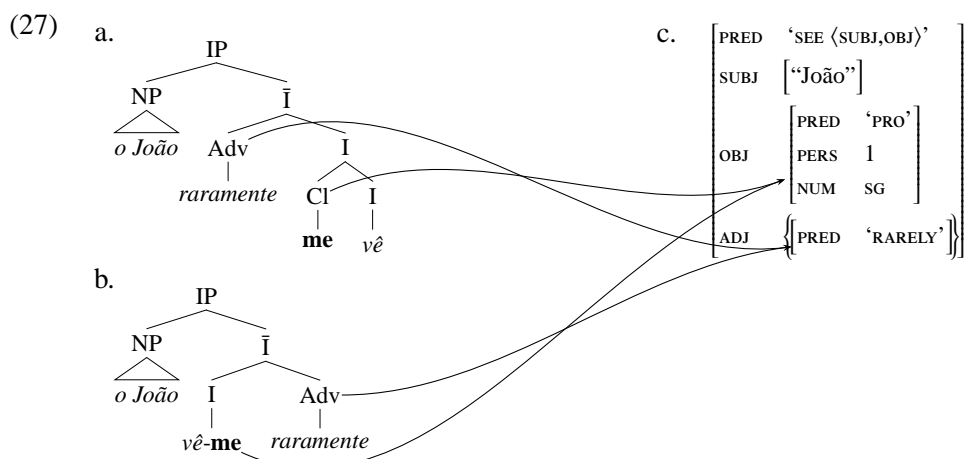 (27)
a.
IP
NP Ī
o João Adv I
raramente Cl I
me vê
b.
IP
NP Ī
o João I Adv
vê-me raramente
c.
PRED ‘SEE ⟨SUBJ,OBJ⟩’
SUBJ [“João”]
PRED ‘PRO’
OBJ PERS 1
NUM SG
ADJ {[PRED ‘RARELY’]}